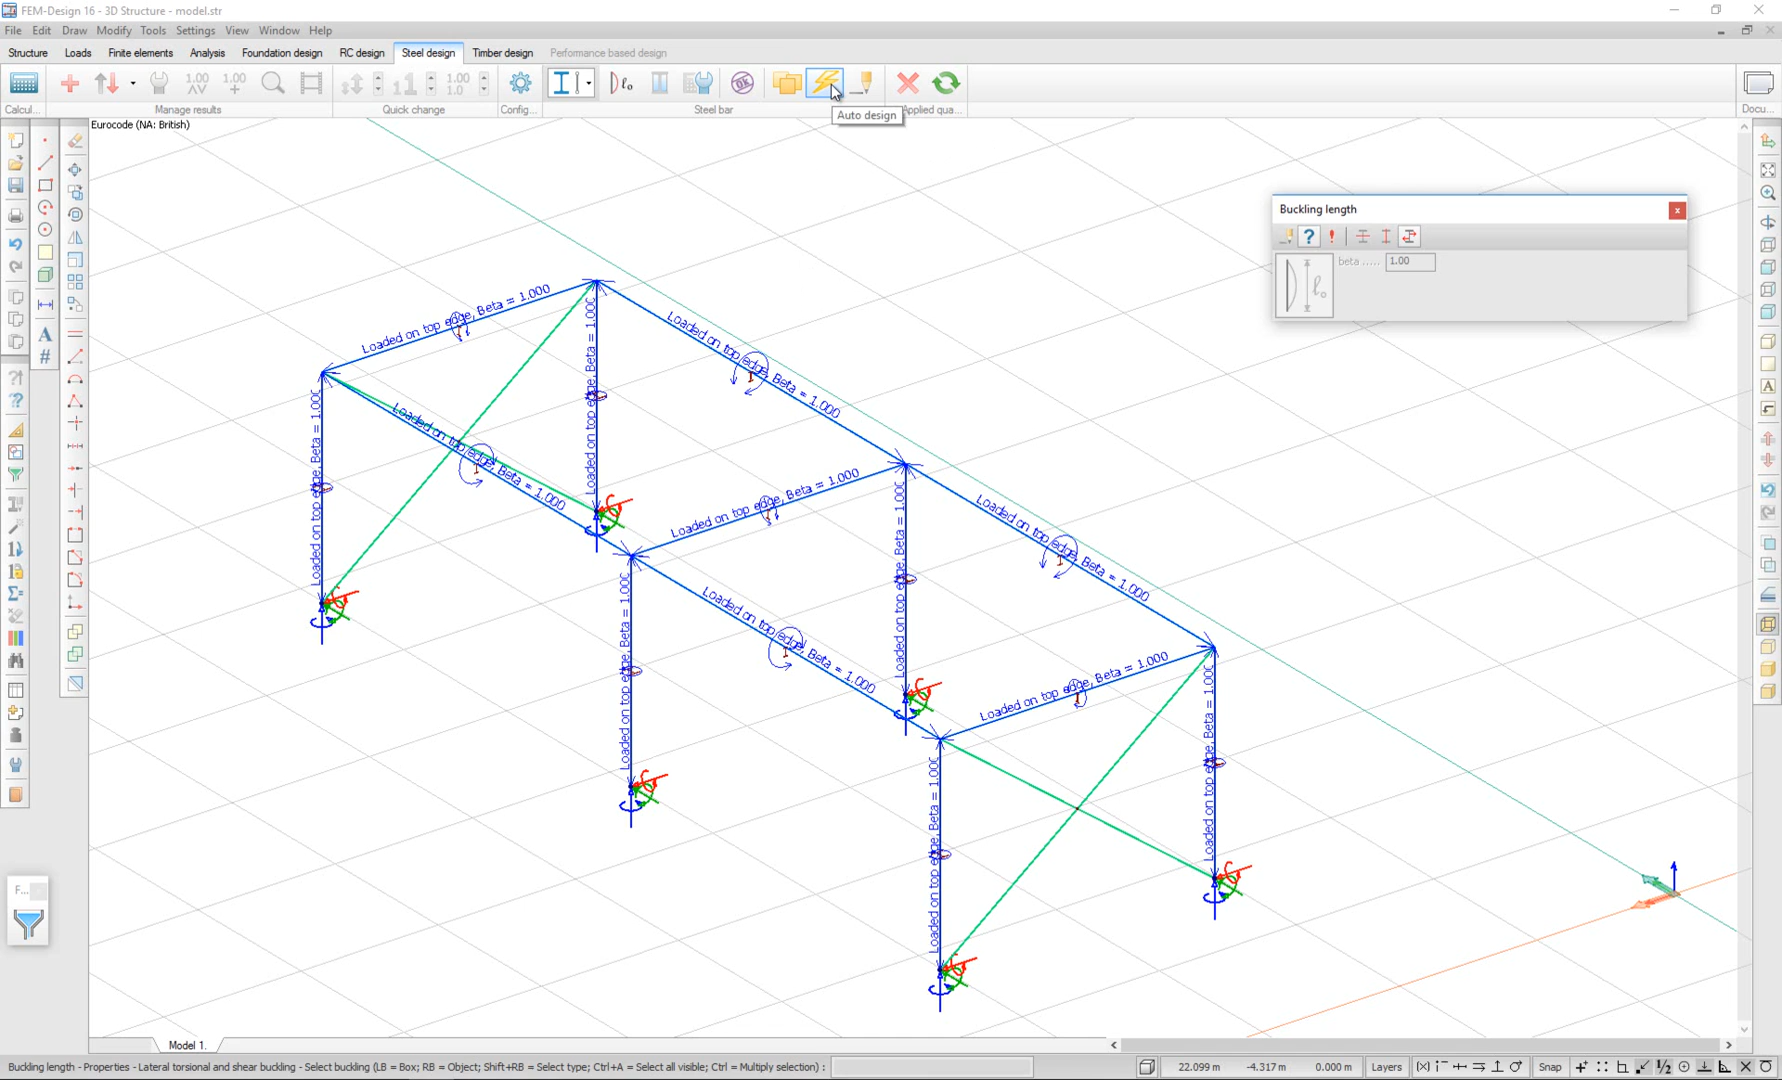 FEM-Design 16 - 3D Structure - model.str
File Edit Draw Modify Tools Settings View Window Help
Structure Loads Finite elements Analysis Foundation design RC design Steel design Timber design Performance based design
1.00 1.00 1.00
1.0
Calcul... Manage results Quick change Config... Steel bar Applied qua... Docu...
Auto design
Eurocode (NA: British)
Buckling length
beta ..... 1.00
Loaded on top edge, Beta = 1.000
Loaded on top edge, Beta = 1.000
Loaded on top edge, Beta = 1.000
Loaded on top edge, Beta = 1.000
Loaded on top edge, Beta = 1.000
Loaded on top edge, Beta = 1.000
Loaded on top edge, Beta = 1.000
Loaded on top edge, Beta = 1.000
Loaded on top edge, Beta = 1.000
Loaded on top edge, Beta = 1.000
Loaded on top edge, Beta = 1.000
Loaded on top edge, Beta = 1.000
Loaded on top edge, Beta = 1.000
F...
Model 1.
Buckling length - Properties - Lateral torsional and shear buckling - Select buckling (LB = Box; RB = Object; Shift+RB = Select type; Ctrl+A = Select all visible; Ctrl = Multiply selection) :
22.099 m -4.317 m 0.000 m Layers Snap